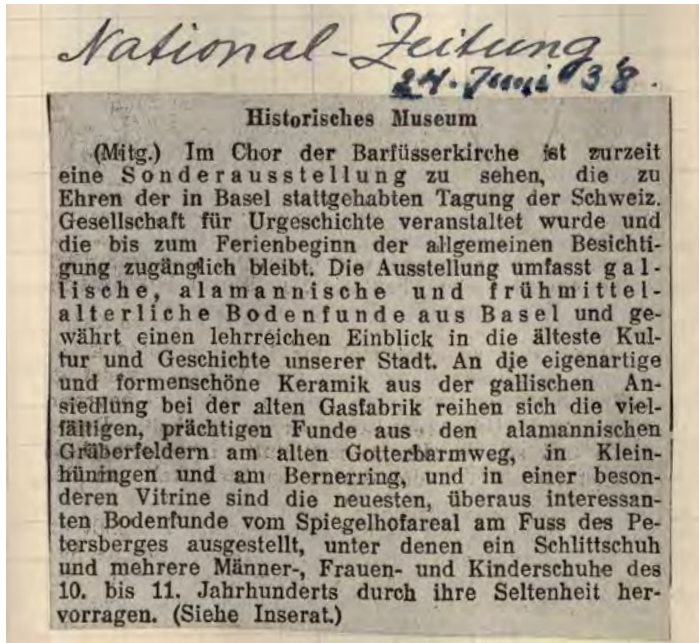 National-Zeitung
24. Juni 38.
Historisches Museum
(Mitg.) Im Chor der Barfüsserkirche ist zurzeit
eine Sonderausstellung zu sehen, die zu
Ehren der in Basel stattgehabten Tagung der Schweiz.
Gesellschaft für Urgeschichte veranstaltet wurde und
die bis zum Ferienbeginn der allgemeinen Besichti-
gung zugänglich bleibt. Die Ausstellung umfasst gal-
lische, alamannische und frühmittel-
alterliche Bodenfunde aus Basel und ge-
währt einen lehrreichen Einblick in die älteste Kul-
tur und Geschichte unserer Stadt. An die eigenartige
und formenschöne Keramik aus der gallischen An-
siedlung bei der alten Gasfabrik reihen sich die viel-
fältigen, prächtigen Funde aus den alamannischen
Gräberfeldern am alten Gotterbarmweg, in Klein-
hüningen und am Bernerring, und in einer beson-
deren Vitrine sind die neuesten, überaus interessan-
ten Bodenfunde vom Spiegelhofareal am Fuss des Pe-
tersberges ausgestellt, unter denen ein Schlittschuh
und mehrere Männer-, Frauen- und Kinderschuhe des
10. bis 11. Jahrhunderts durch ihre Seltenheit her-
vorragen. (Siehe Inserat.)